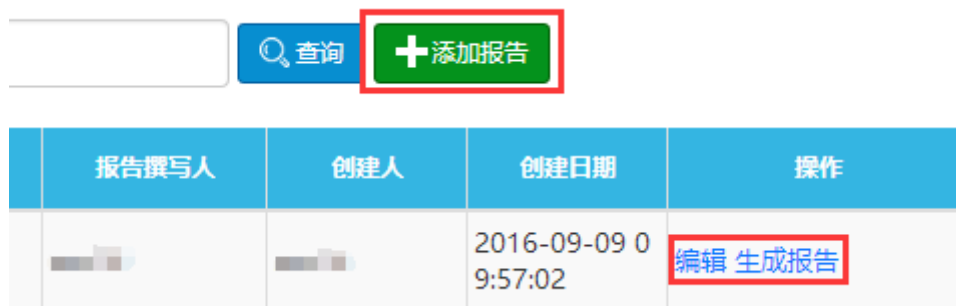 查询 添加报告
报告撰写人 创建人 创建日期 操作
2016-09-09 0
9:57:02
编辑 生成报告